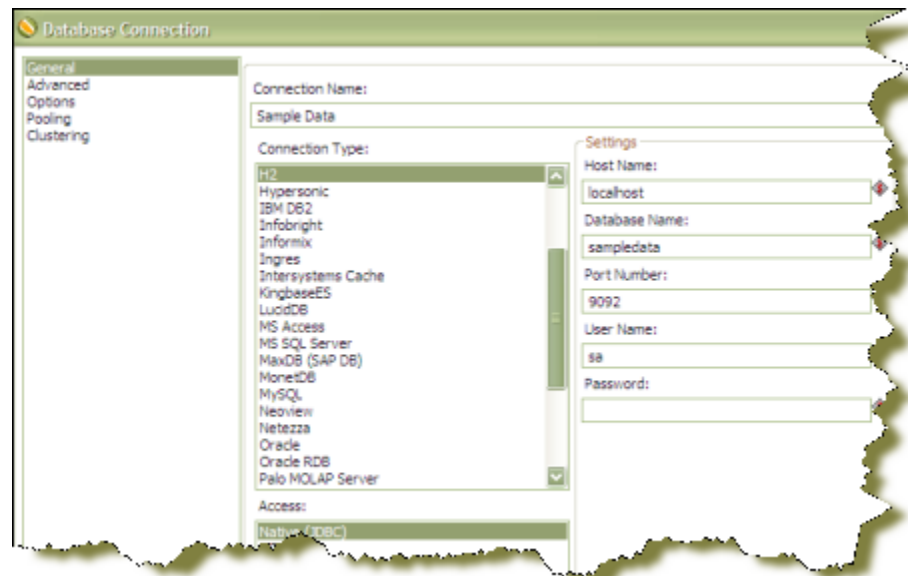 Database Connection
General
Advanced
Options
Pooling
Clustering
Connection Name:
Sample Data
Connection Type:
H2
Hypersonic
IBM DB2
Infobright
Informix
Ingres
Intersystems Cache
KingbaseES
LucidDB
MS Access
MS SQL Server
MaxDB (SAP DB)
MonetDB
MySQL
Neoview
Netezza
Oracle
Oracle RDB
Palo MOLAP Server
Access:
Native (JDBC)
Settings
Host Name:
localhost
Database Name:
sampledata
Port Number:
9092
User Name:
sa
Password: